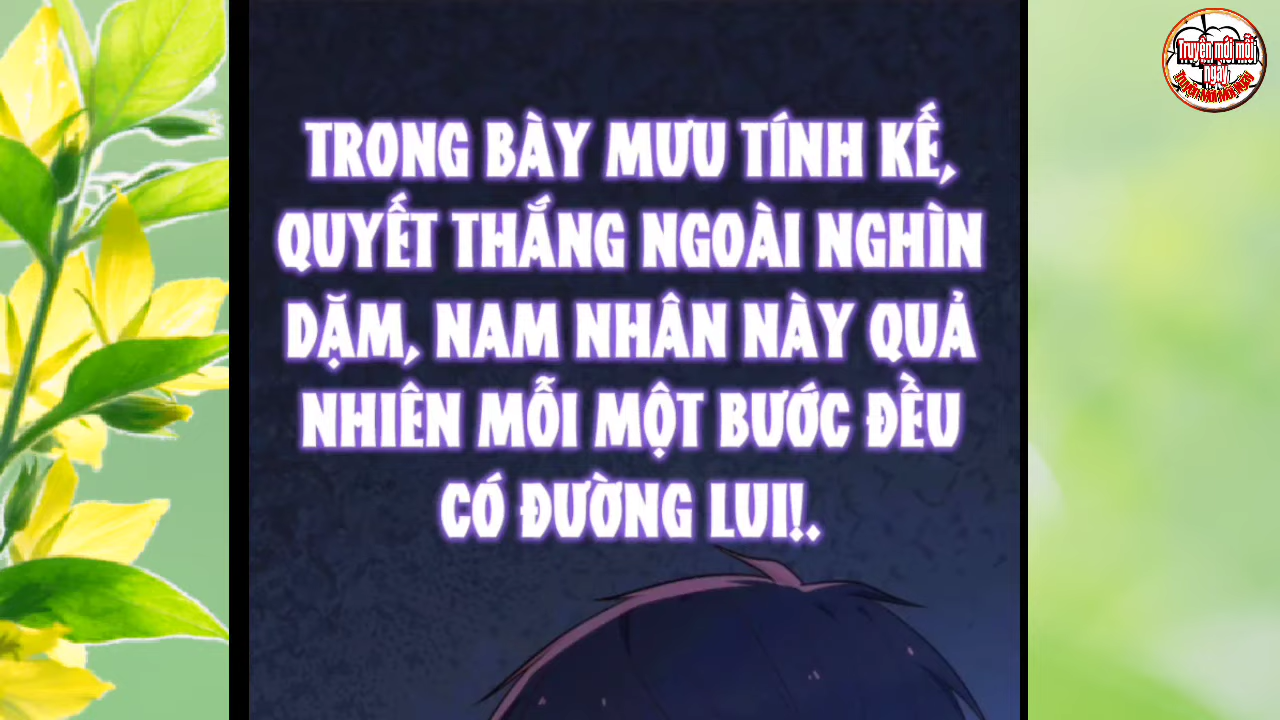 TRONG BÀY MƯU TÍNH KẾ,
QUYẾT THẮNG NGOÀI NGHÌN
DẶM, NAM NHÂN NÀY QUẢ
NHIÊN MỖI MỘT BƯỚC ĐỀU
CÓ ĐƯỜNG LUI!.
Truyện mới mỗi
ngày